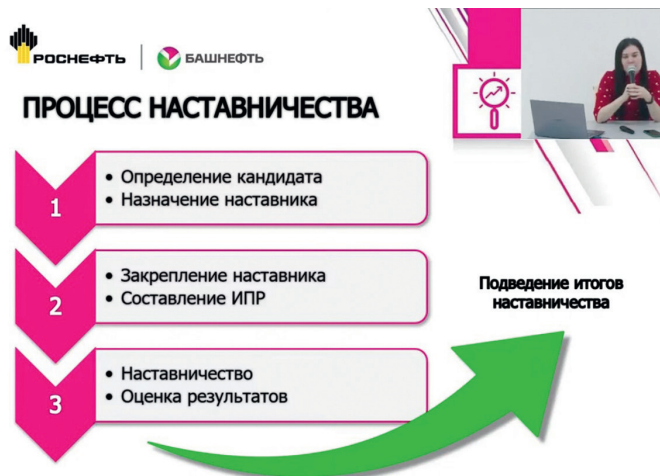 РОСНЕФТЬ
БАШНЕФТЬ
ПРОЦЕСС НАСТАВНИЧЕСТВА
1
• Определение кандидата
• Назначение наставника
2
• Закрепление наставника
• Составление ИПР
3
• Наставничество
• Оценка результатов
Подведение итогов
наставничества